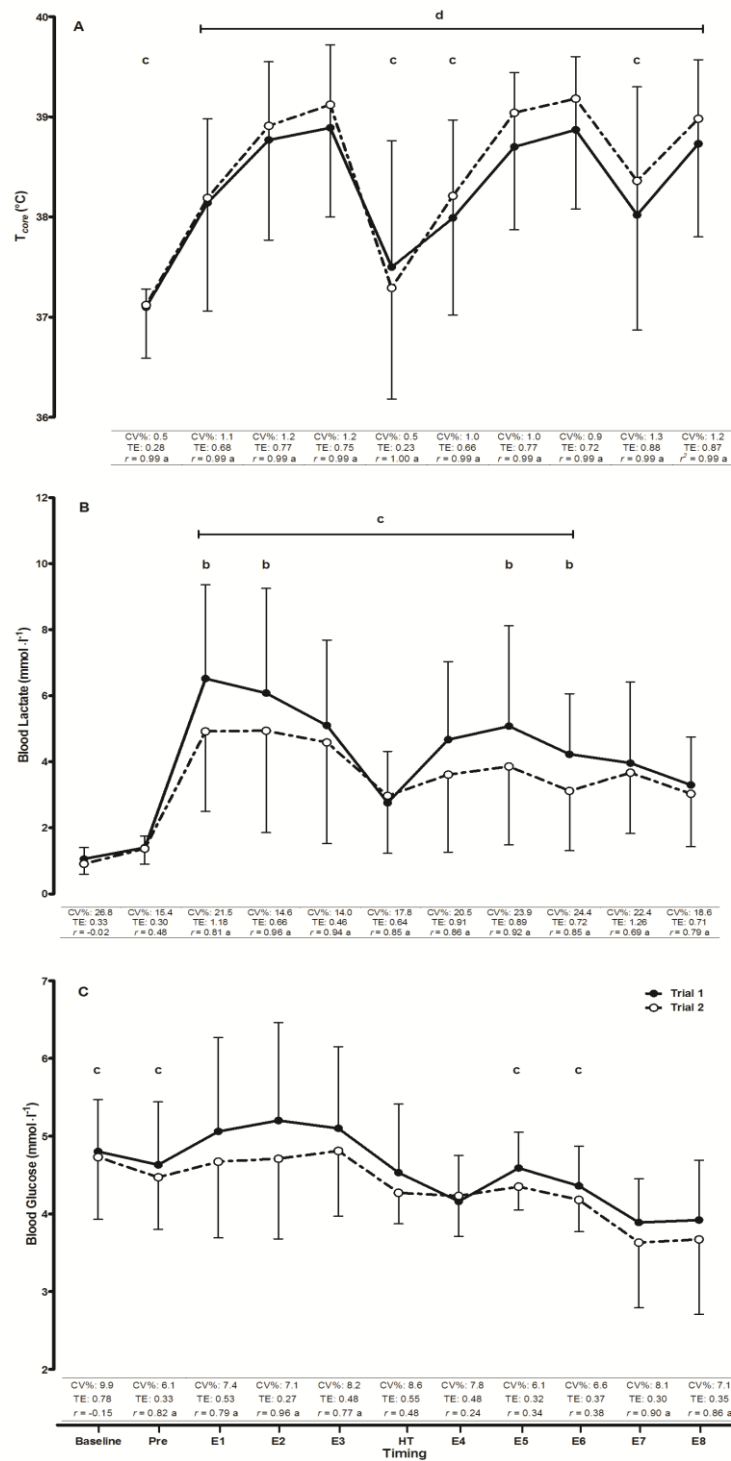 A
d
c c c c
40
39
38
37
36
Tcore (°C)
CV%: 0.5 CV%: 1.1 CV%: 1.2 CV%: 1.2 CV%: 0.5 CV%: 1.0 CV%: 1.0 CV%: 0.9 CV%: 1.3 CV%: 1.2
TE: 0.28 TE: 0.68 TE: 0.77 TE: 0.75 TE: 0.23 TE: 0.66 TE: 0.77 TE: 0.72 TE: 0.88 TE: 0.87
r = 0.99 a r = 0.99 a r = 0.99 a r = 0.99 a r = 1.00 a r = 0.99 a r = 0.99 a r = 0.99 a r = 0.99 a r² = 0.99 a
B
c
b b b b
12
10
8
6
4
2
0
Blood Lactate (mmol·l⁻¹)
CV%: 26.8 CV%: 15.4 CV%: 21.5 CV%: 14.6 CV%: 14.0 CV%: 17.8 CV%: 20.5 CV%: 23.9 CV%: 24.4 CV%: 22.4 CV%: 18.6
TE: 0.33 TE: 0.30 TE: 1.18 TE: 0.66 TE: 0.46 TE: 0.64 TE: 0.91 TE: 0.89 TE: 0.72 TE: 1.26 TE: 0.71
r = -0.02 r = 0.48 r = 0.81 a r = 0.96 a r = 0.94 a r = 0.85 a r = 0.86 a r = 0.92 a r = 0.85 a r = 0.69 a r = 0.79 a
C
Trial 1
Trial 2
c c c c
7
6
5
4
3
2
Blood Glucose (mmol·l⁻¹)
CV%: 9.9 CV%: 6.1 CV%: 7.4 CV%: 7.1 CV%: 8.2 CV%: 8.6 CV%: 7.8 CV%: 6.1 CV%: 6.6 CV%: 8.1 CV%: 7.1
TE: 0.78 TE: 0.33 TE: 0.53 TE: 0.27 TE: 0.48 TE: 0.55 TE: 0.48 TE: 0.32 TE: 0.37 TE: 0.30 TE: 0.35
r = -0.15 r = 0.82 a r = 0.79 a r = 0.96 a r = 0.77 a r = 0.48 r = 0.24 r = 0.34 r = 0.38 r = 0.90 a r = 0.86 a
Baseline Pre E1 E2 E3 HT E4 E5 E6 E7 E8
Timing